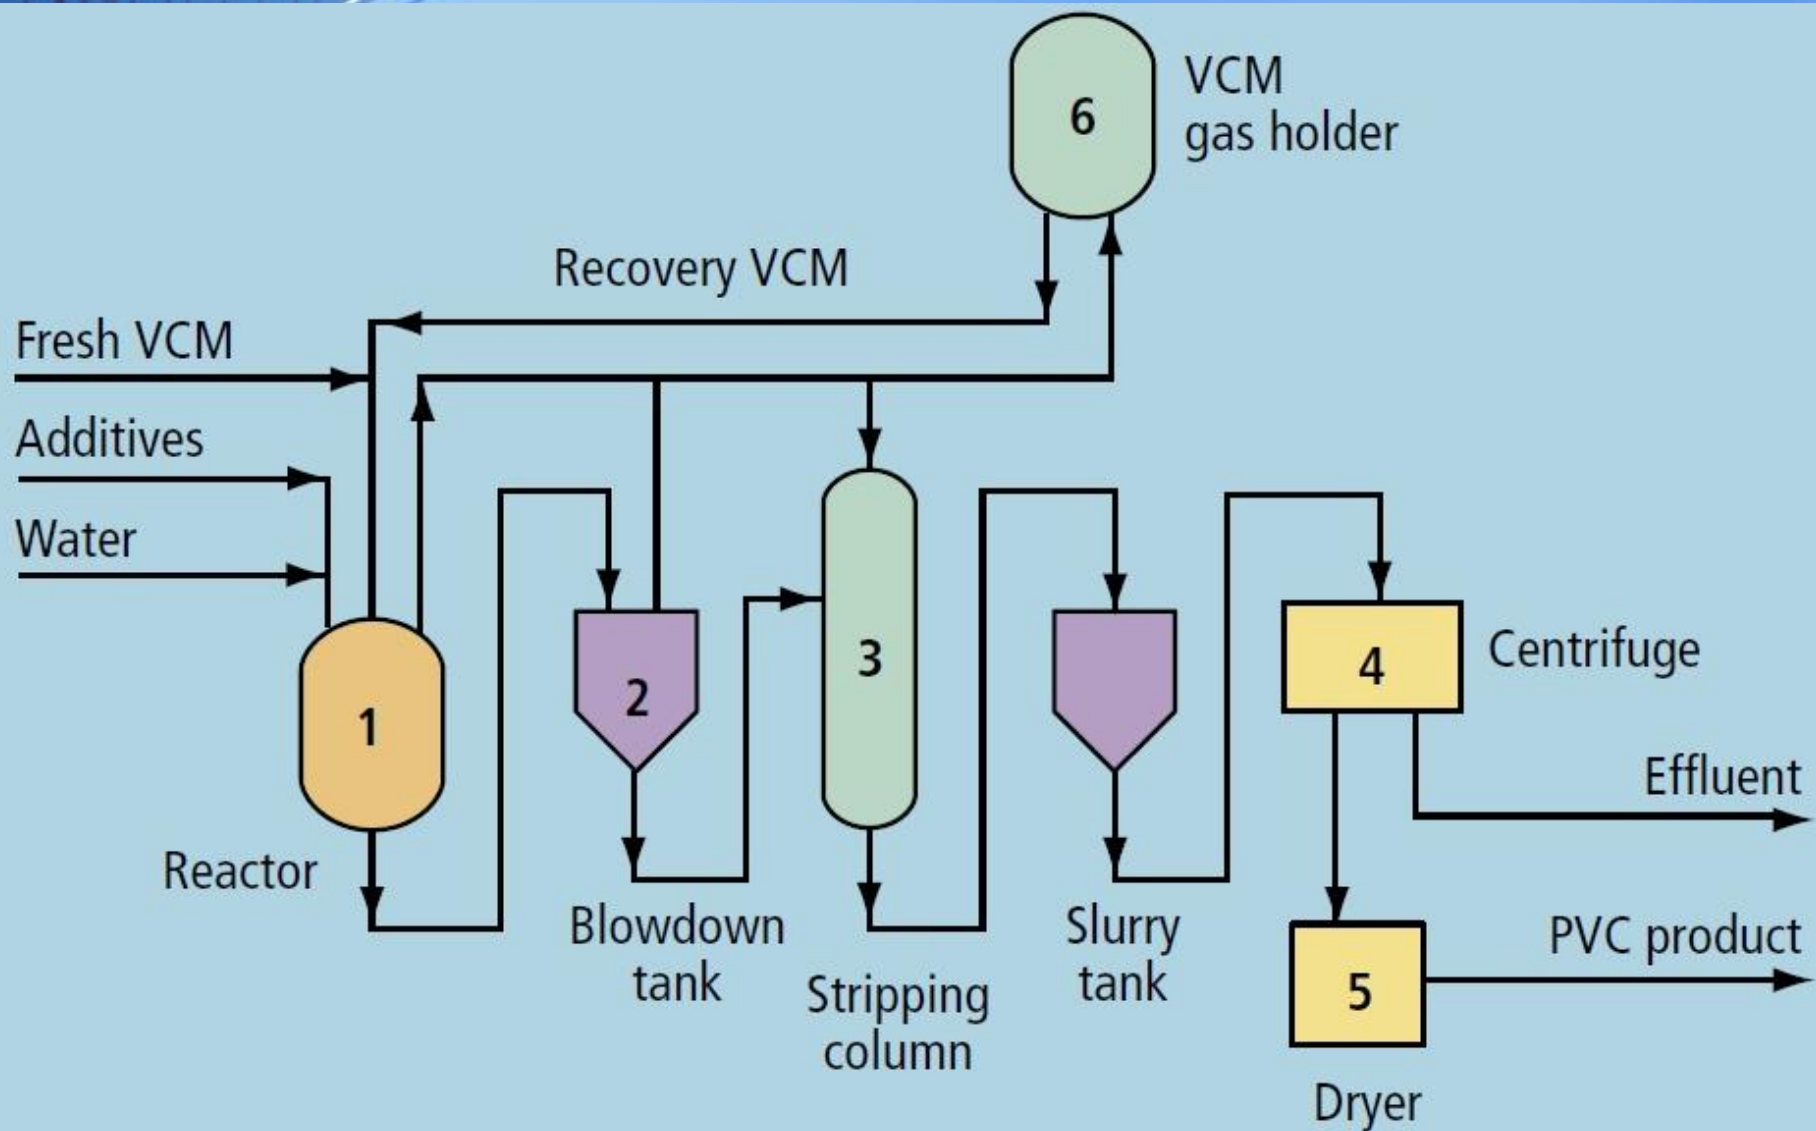 6
VCM
gas holder
Recovery VCM
Fresh VCM
Additives
Water
1
2
3
4
Centrifuge
Effluent
Reactor
Blowdown
tank
Stripping
column
Slurry
tank
PVC product
5
Dryer